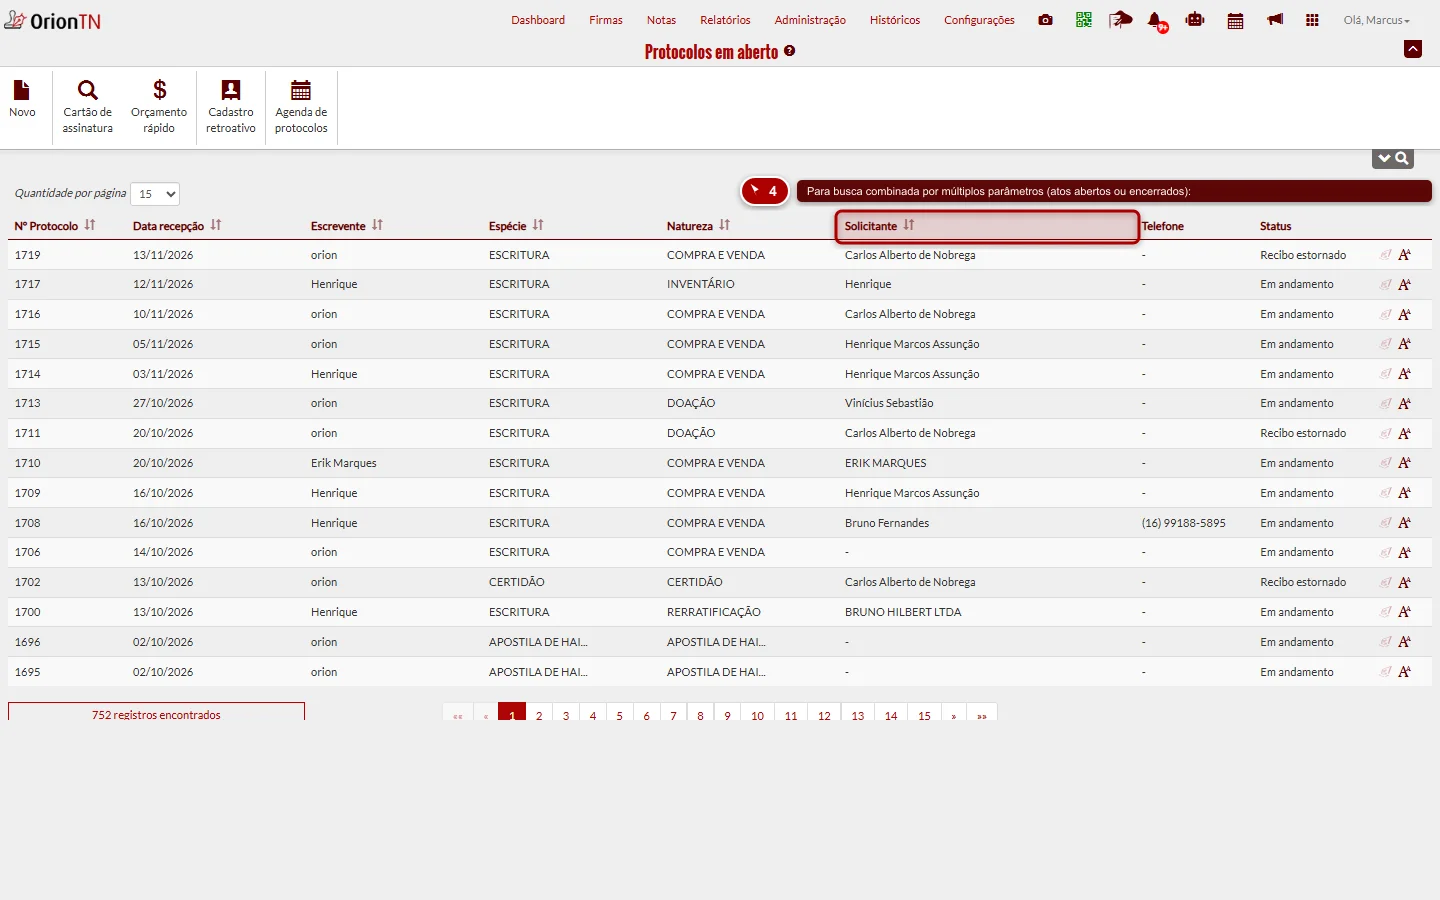 OrionTN
Dashboard Firmas Notas Relatórios Administração Históricos Configurações 9+ Olá, Marcus
Protocolos em aberto ?
Novo
Cartão de assinatura
Orçamento rápido
Cadastro retroativo
Agenda de protocolos
Quantidade por página 15
4 Para busca combinada por múltiplos parâmetros (atos abertos ou encerrados):
Nº Protocolo Data recepção Escrevente Espécie Natureza Solicitante Telefone Status
1719 13/11/2026 orion ESCRITURA COMPRA E VENDA Carlos Alberto de Nobrega - Recibo estornado
1717 12/11/2026 Henrique ESCRITURA INVENTÁRIO Henrique - Em andamento
1716 10/11/2026 orion ESCRITURA COMPRA E VENDA Carlos Alberto de Nobrega - Em andamento
1715 05/11/2026 orion ESCRITURA COMPRA E VENDA Henrique Marcos Assunção - Em andamento
1714 03/11/2026 Henrique ESCRITURA COMPRA E VENDA Henrique Marcos Assunção - Em andamento
1713 27/10/2026 orion ESCRITURA DOAÇÃO Vinícius Sebastião - Em andamento
1711 20/10/2026 orion ESCRITURA DOAÇÃO Carlos Alberto de Nobrega - Recibo estornado
1710 20/10/2026 Erik Marques ESCRITURA COMPRA E VENDA ERIK MARQUES - Em andamento
1709 16/10/2026 Henrique ESCRITURA COMPRA E VENDA Henrique Marcos Assunção - Em andamento
1708 16/10/2026 Henrique ESCRITURA COMPRA E VENDA Bruno Fernandes (16) 99188-5895 Em andamento
1706 14/10/2026 orion ESCRITURA COMPRA E VENDA - - Em andamento
1702 13/10/2026 orion CERTIDÃO CERTIDÃO Carlos Alberto de Nobrega - Recibo estornado
1700 13/10/2026 Henrique ESCRITURA RERRATIFICAÇÃO BRUNO HILBERT LTDA - Em andamento
1696 02/10/2026 orion APOSTILA DE HAI... APOSTILA DE HAI... - - Em andamento
1695 02/10/2026 orion APOSTILA DE HAI... APOSTILA DE HAI... - - Em andamento
752 registros encontrados «« « 1 2 3 4 5 6 7 8 9 10 11 12 13 14 15 » »»